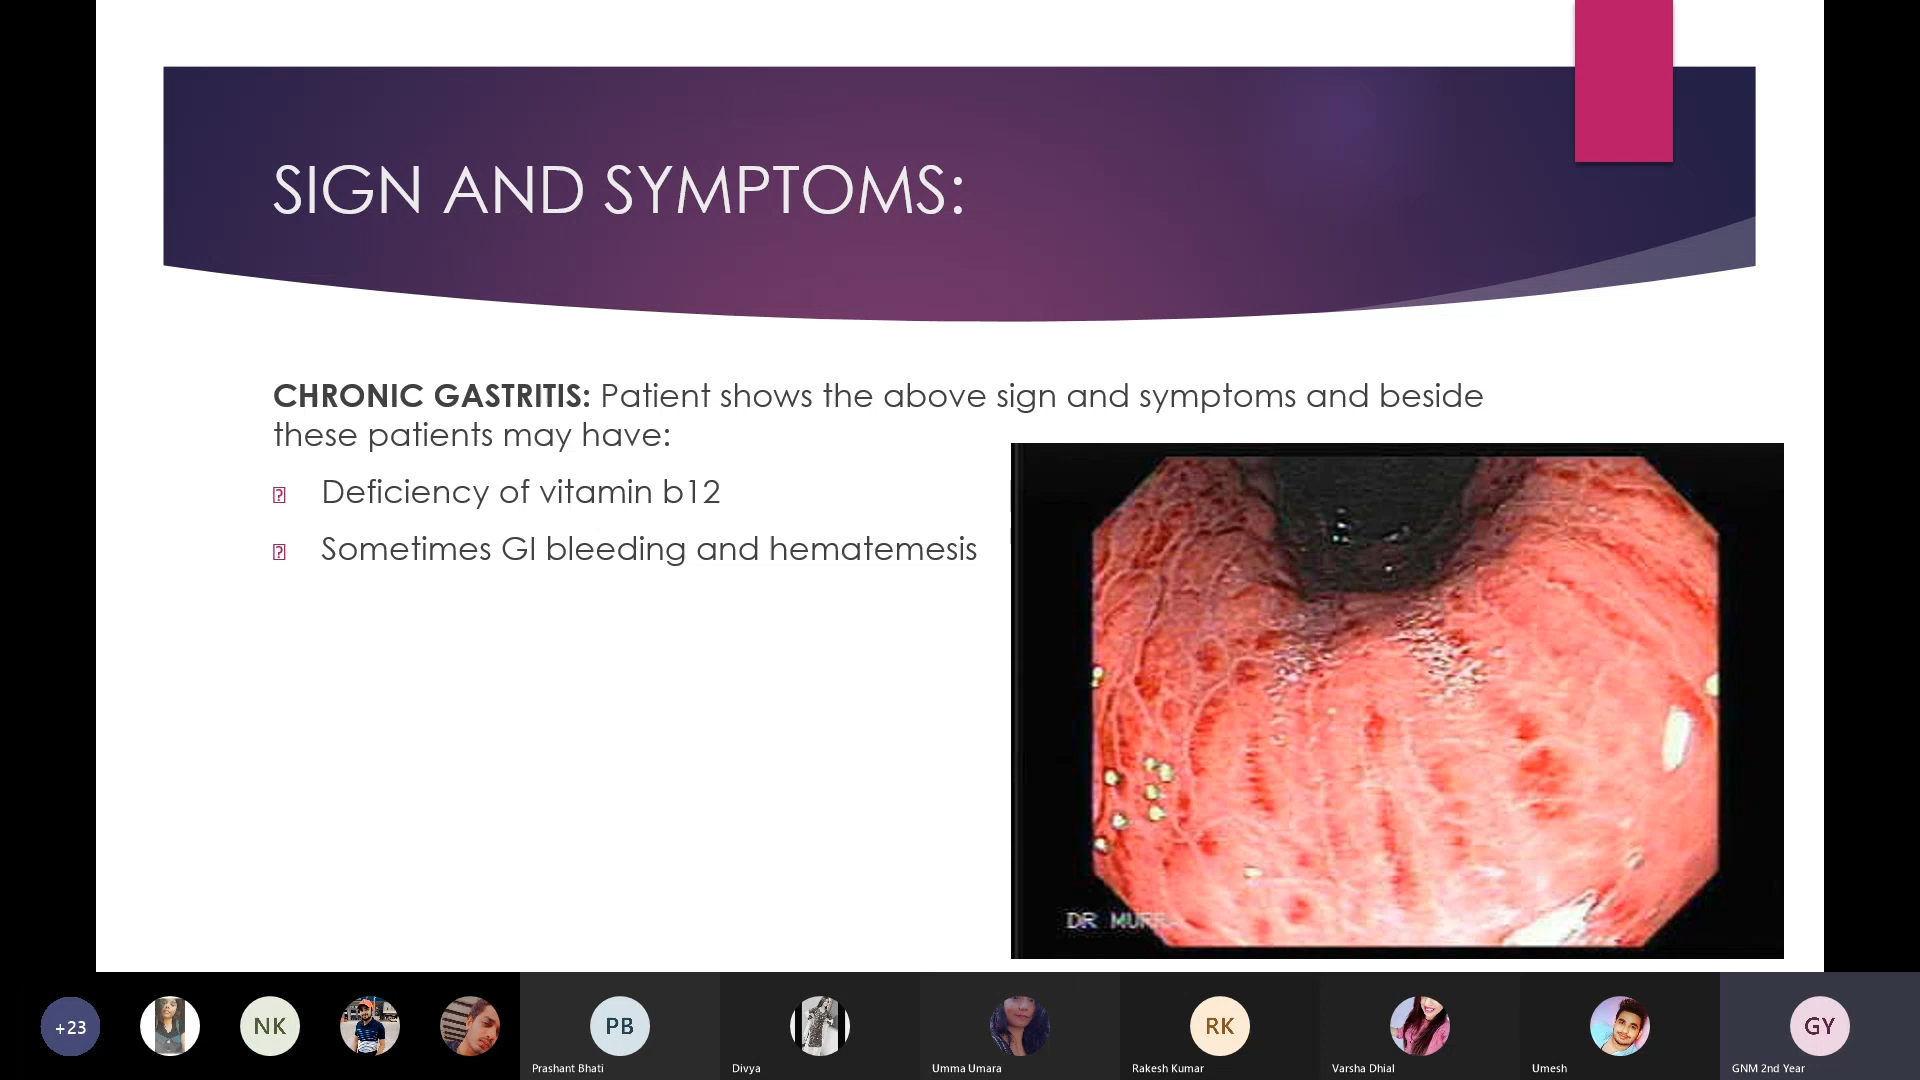 SIGN AND SYMPTOMS:
CHRONIC GASTRITIS: Patient shows the above sign and symptoms and beside
these patients may have:
Deficiency of vitamin b12
Sometimes GI bleeding and hematemesis
DR
+23
NK
PB
RK
GY
Prashant Bhati
Divya
Umma Umara
Rakesh Kumar
Varsha Dhial
Umesh
GNM 2nd Year